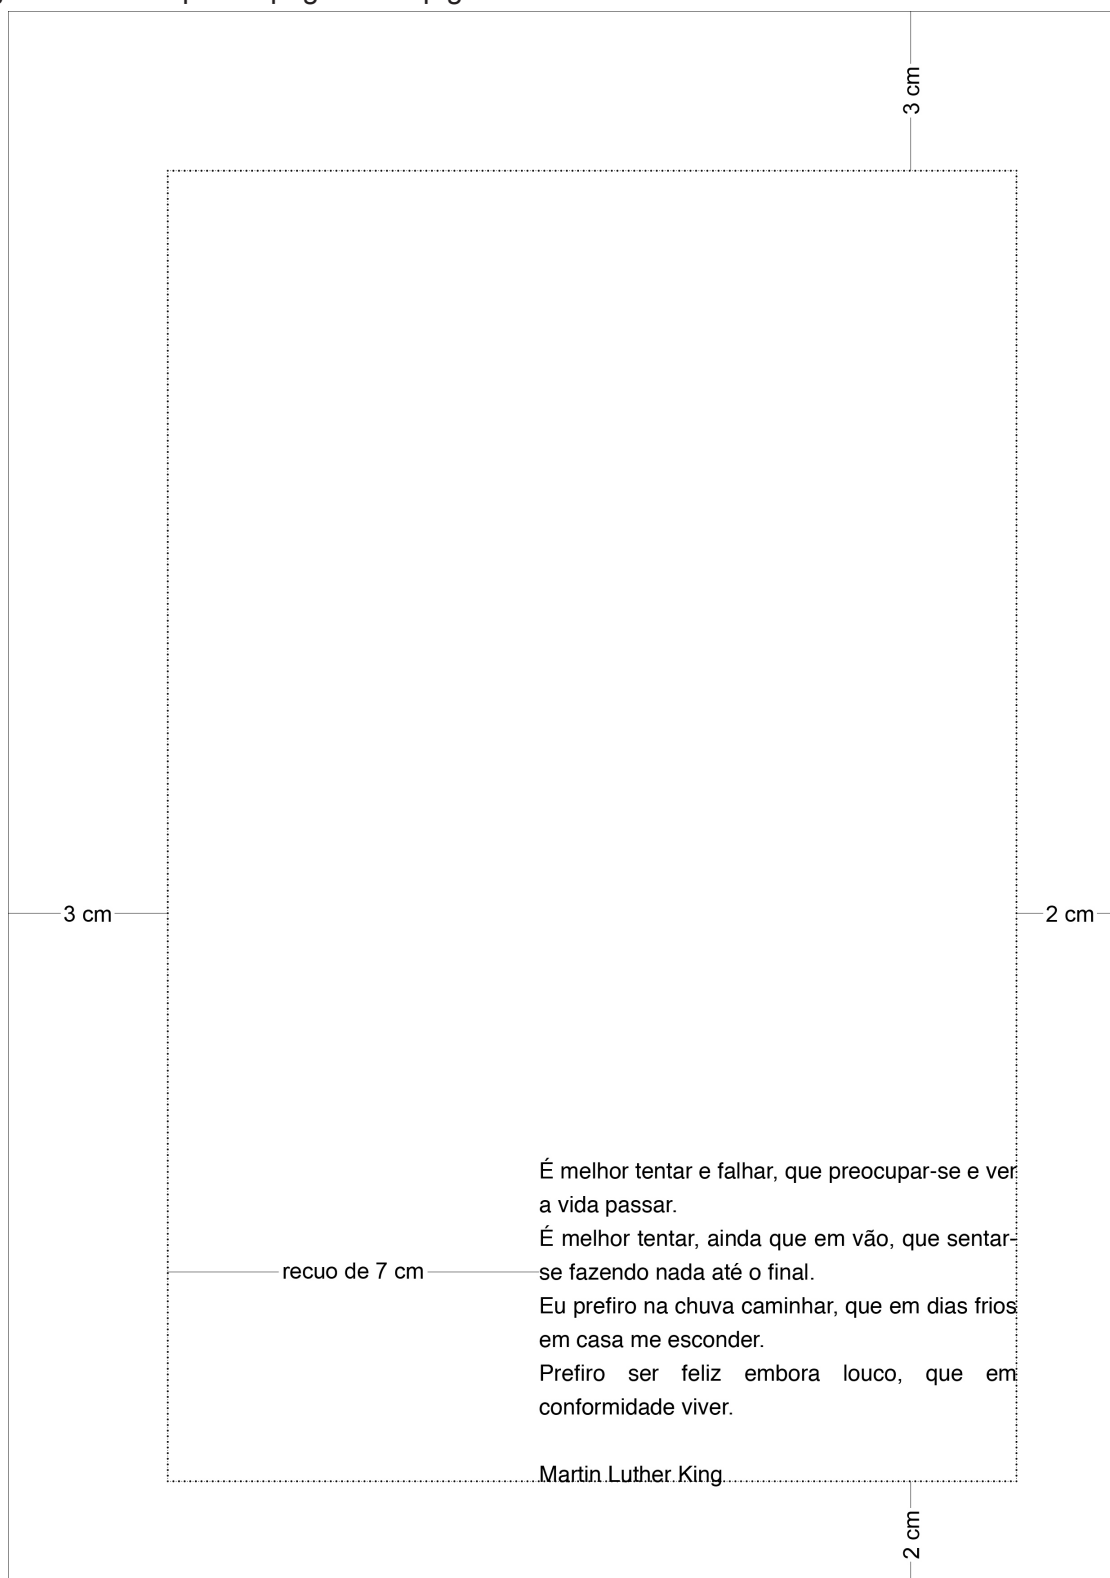 3 cm
3 cm
2 cm
É melhor tentar e falhar, que preocupar-se e ver
a vida passar.
É melhor tentar, ainda que em vão, que sentar-
recuo de 7 cm
se fazendo nada até o final.
Eu prefiro na chuva caminhar, que em dias frios
em casa me esconder.
Prefiro ser feliz embora louco, que em
conformidade viver.
Martin Luther King
2 cm